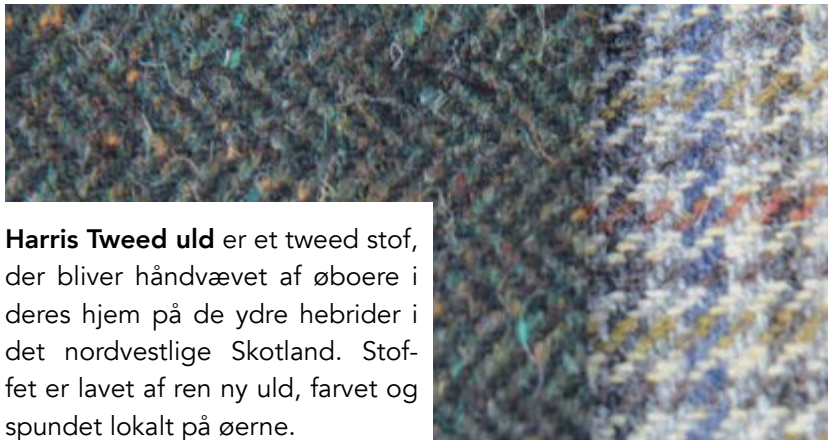 Harris Tweed uld er et tweed stof,
der bliver håndvævet af øboere i
deres hjem på de ydre hebrider i
det nordvestlige Skotland. Stof-
fet er lavet af ren ny uld, farvet og
spundet lokalt på øerne.